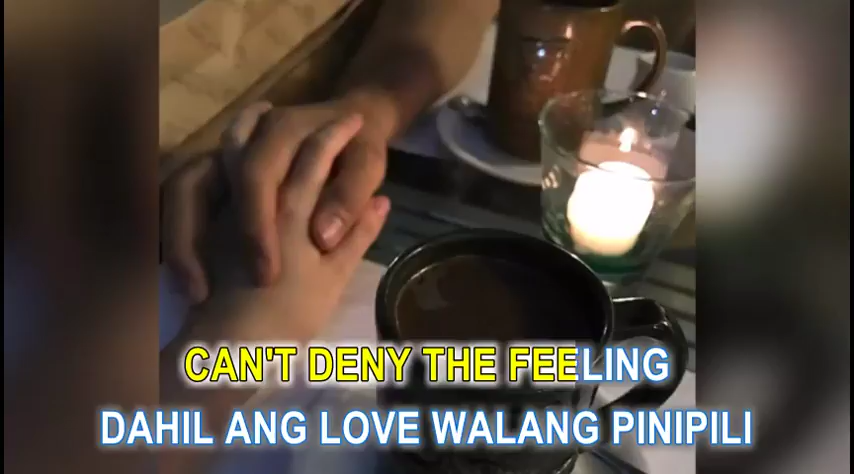 CAN'T DENY THE FEELING
DAHIL ANG LOVE WALANG PINIPILI